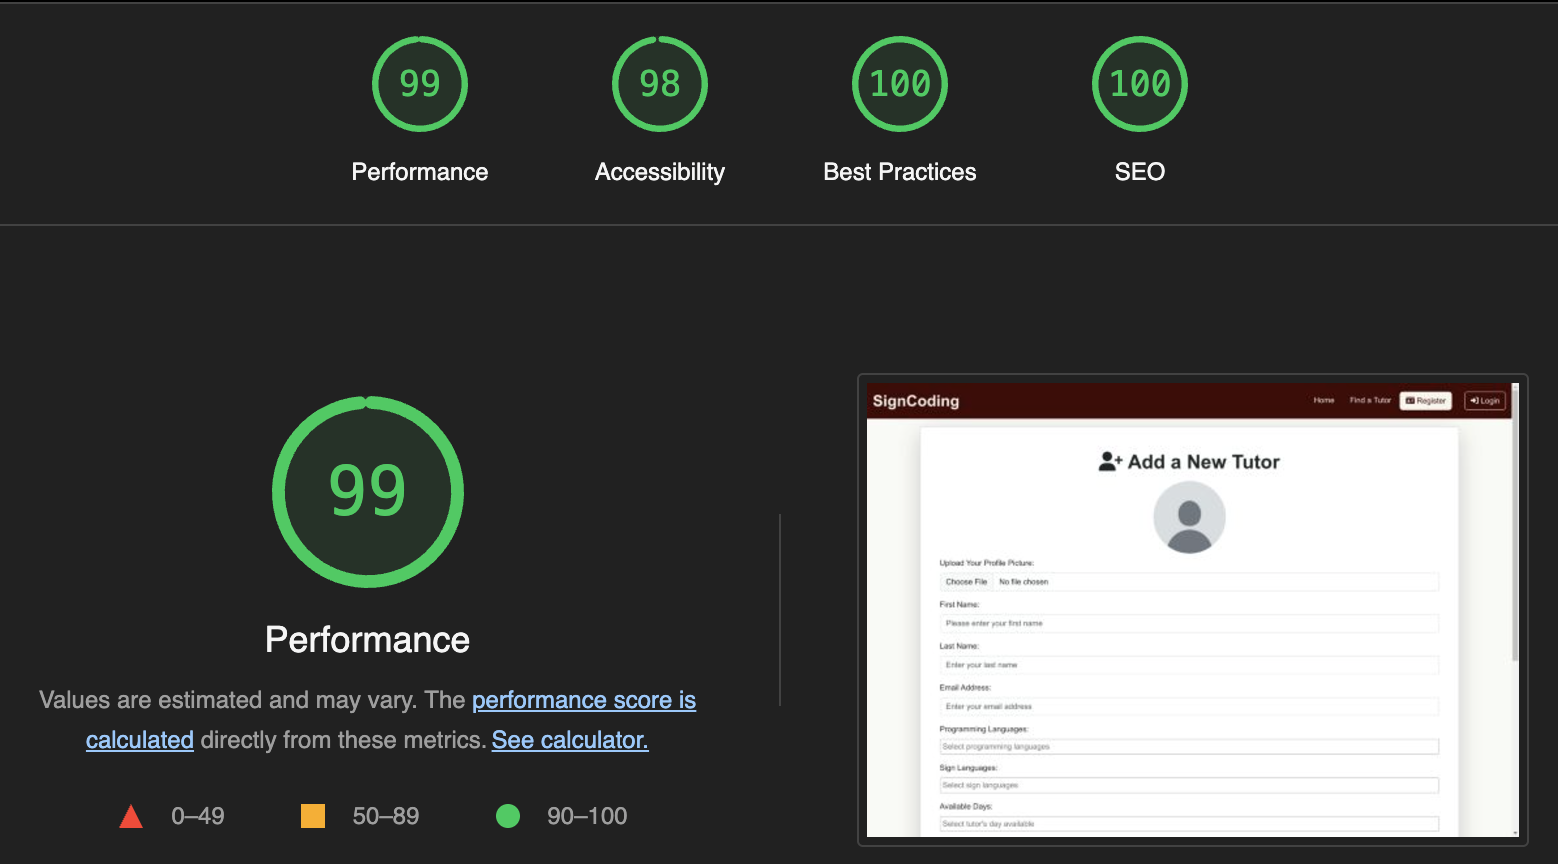 99 98 100 100
Performance Accessibility Best Practices SEO
99
Performance
Values are estimated and may vary. The performance score is
calculated directly from these metrics. See calculator.
0–49 50–89 90–100
SignCoding Home Find a Tutor Register Login
Add a New Tutor
Upload Your Profile Picture:
Choose File No file chosen
First Name:
Please enter your first name
Last Name:
Enter your last name
Email Address:
Enter your email address
Programming Languages:
Select programming languages
Sign Languages:
Select sign languages
Available Days:
Select tutor's day available